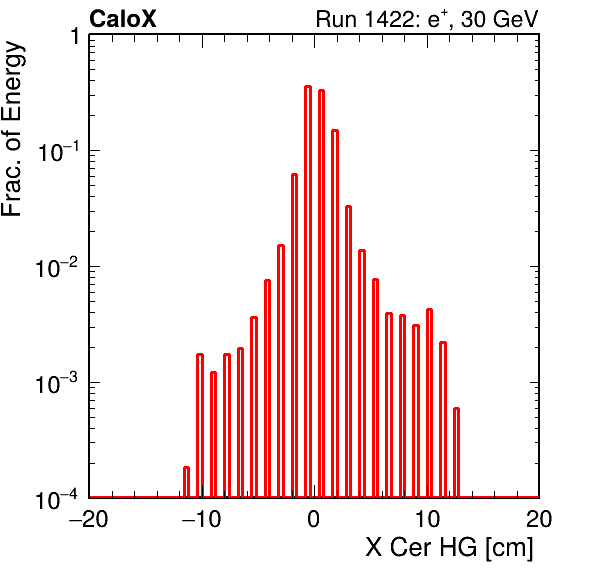 CaloX Run 1422: e⁺, 30 GeV
Frac. of Energy
1
10⁻¹
10⁻²
10⁻³
10⁻⁴
−20 −10 0 10 20
X Cer HG [cm]